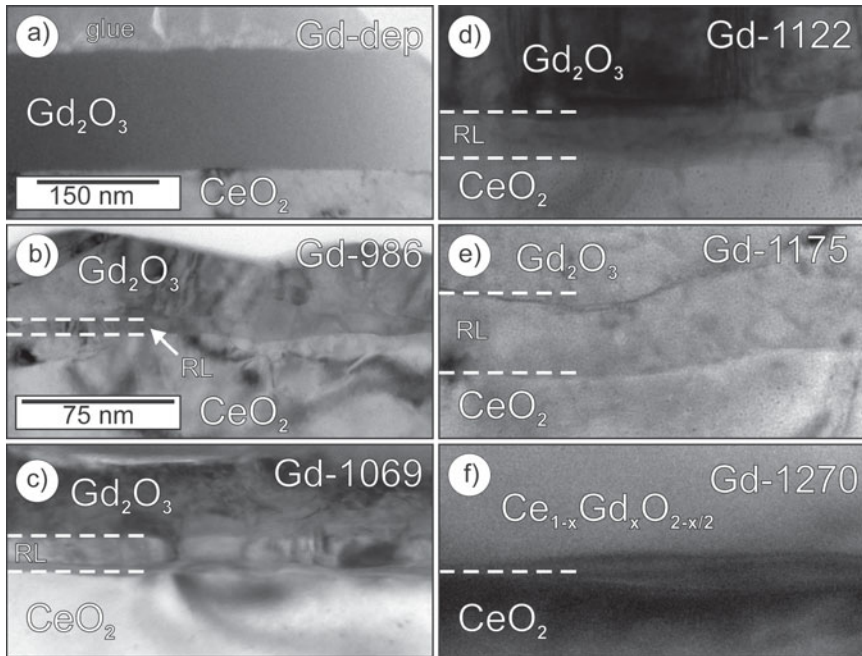 a)
glue
Gd-dep
Gd₂O₃
150 nm
CeO₂
b)
Gd-986
Gd₂O₃
RL
75 nm
CeO₂
c)
Gd-1069
Gd₂O₃
RL
CeO₂
d)
Gd-1122
Gd₂O₃
RL
CeO₂
e)
Gd-1175
Gd₂O₃
RL
CeO₂
f)
Gd-1270
Ce₁₋ₓGdₓO₂₋ₓ/₂
CeO₂